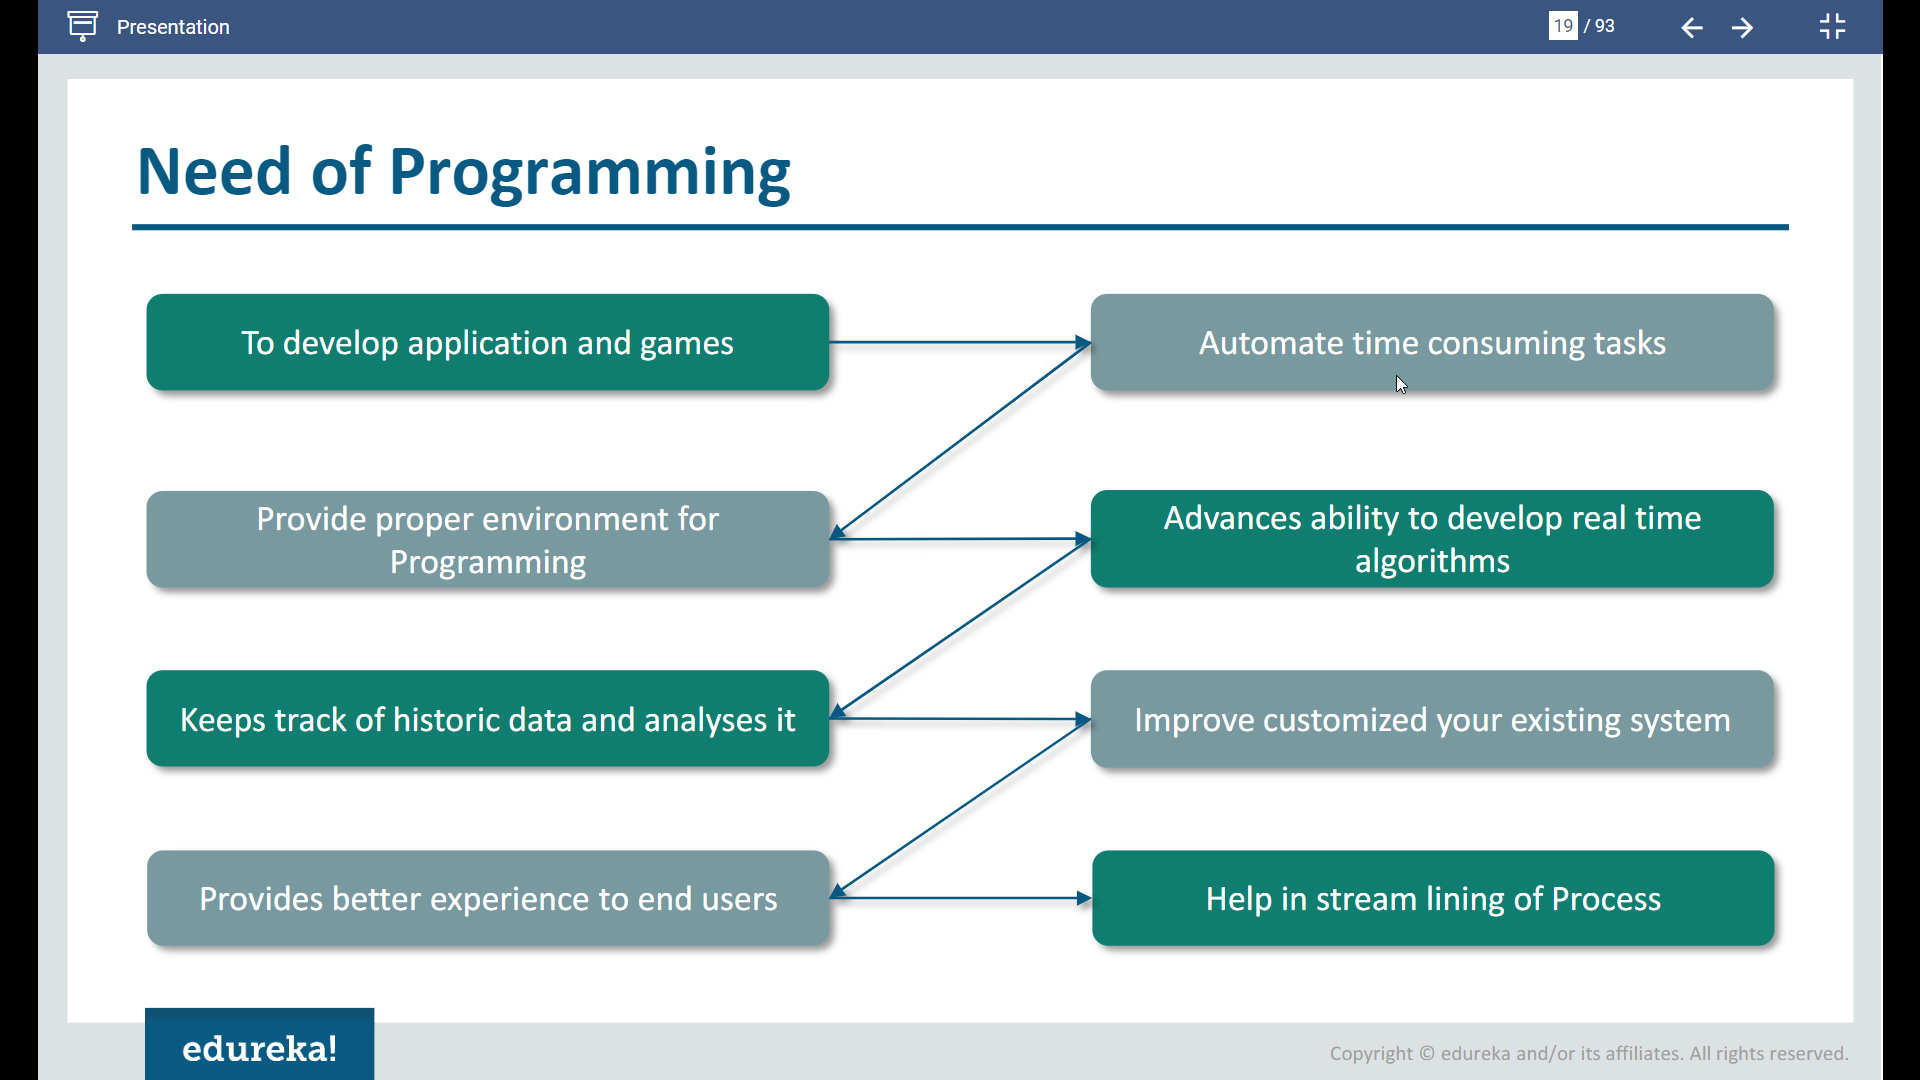 Presentation
19 / 93
Need of Programming
To develop application and games
Automate time consuming tasks
Provide proper environment for
Programming
Advances ability to develop real time
algorithms
Keeps track of historic data and analyses it
Improve customized your existing system
Provides better experience to end users
Help in stream lining of Process
edureka!
Copyright © edureka and/or its affiliates. All rights reserved.